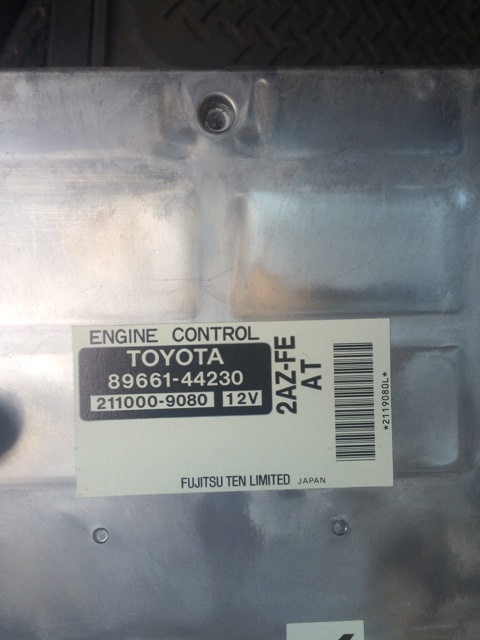 ENGINE CONTROL
TOYOTA
89661-44230
211000-9080 12V
2AZ-FE
AT
*2119080L*
FUJITSU TEN LIMITED JAPAN